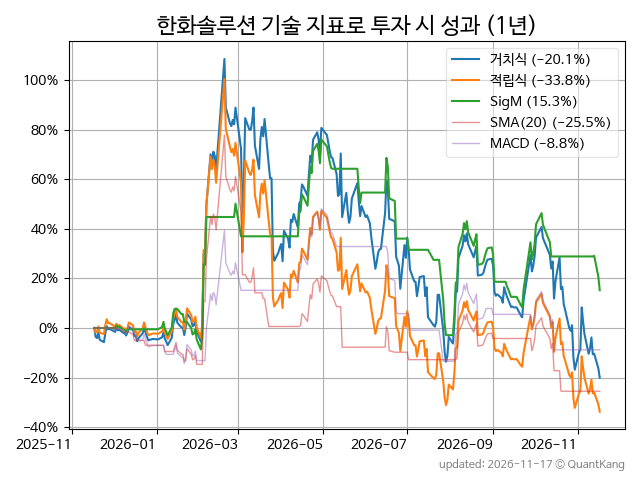 한화솔루션 기술 지표로 투자 시 성과 (1년)
거치식 (−20.1%)
적립식 (−33.8%)
SigM (15.3%)
SMA(20) (−25.5%)
MACD (−8.8%)
100%
80%
60%
40%
20%
0%
−20%
−40%
2025-11 2026-01 2026-03 2026-05 2026-07 2026-09 2026-11
updated: 2026-11-17 © QuantKang